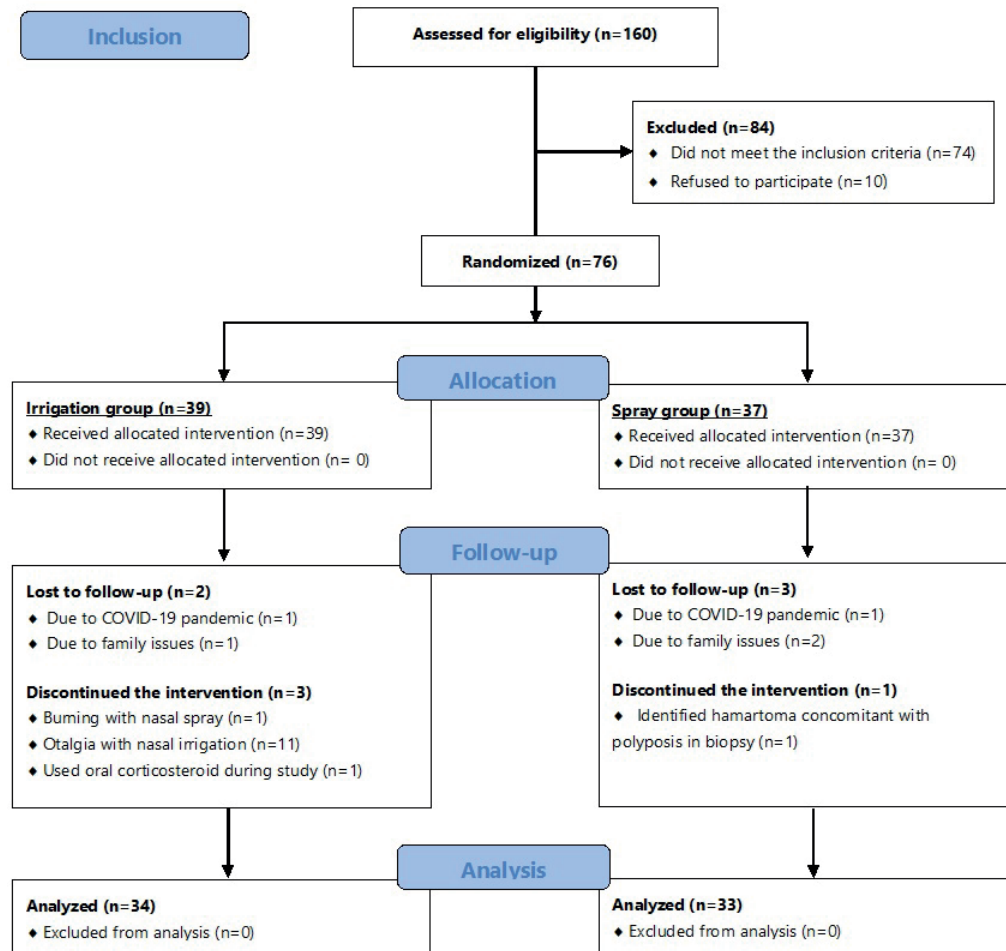 Inclusion
Assessed for eligibility (n=160)
Excluded (n=84)
♦ Did not meet the inclusion criteria (n=74)
♦ Refused to participate (n=10)
Randomized (n=76)
Allocation
Irrigation group (n=39)
♦ Received allocated intervention (n=39)
♦ Did not receive allocated intervention (n= 0)
Spray group (n=37)
♦ Received allocated intervention (n=37)
♦ Did not receive allocated intervention (n= 0)
Follow-up
Lost to follow-up (n=2)
♦ Due to COVID-19 pandemic (n=1)
♦ Due to family issues (n=1)
Discontinued the intervention (n=3)
♦ Burning with nasal spray (n=1)
♦ Otalgia with nasal irrigation (n=11)
♦ Used oral corticosteroid during study (n=1)
Lost to follow-up (n=3)
♦ Due to COVID-19 pandemic (n=1)
♦ Due to family issues (n=2)
Discontinued the intervention (n=1)
♦ Identified hamartoma concomitant with
polyposis in biopsy (n=1)
Analysis
Analyzed (n=34)
♦ Excluded from analysis (n=0)
Analyzed (n=33)
♦ Excluded from analysis (n=0)